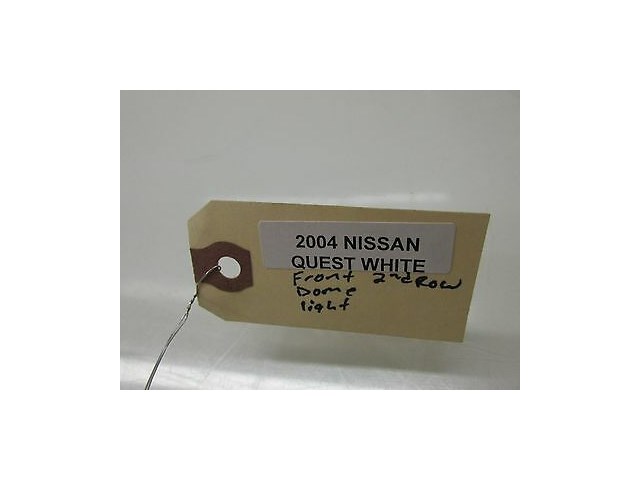 2004 NISSAN
QUEST WHITE
Front 2nd Row
Dome
light